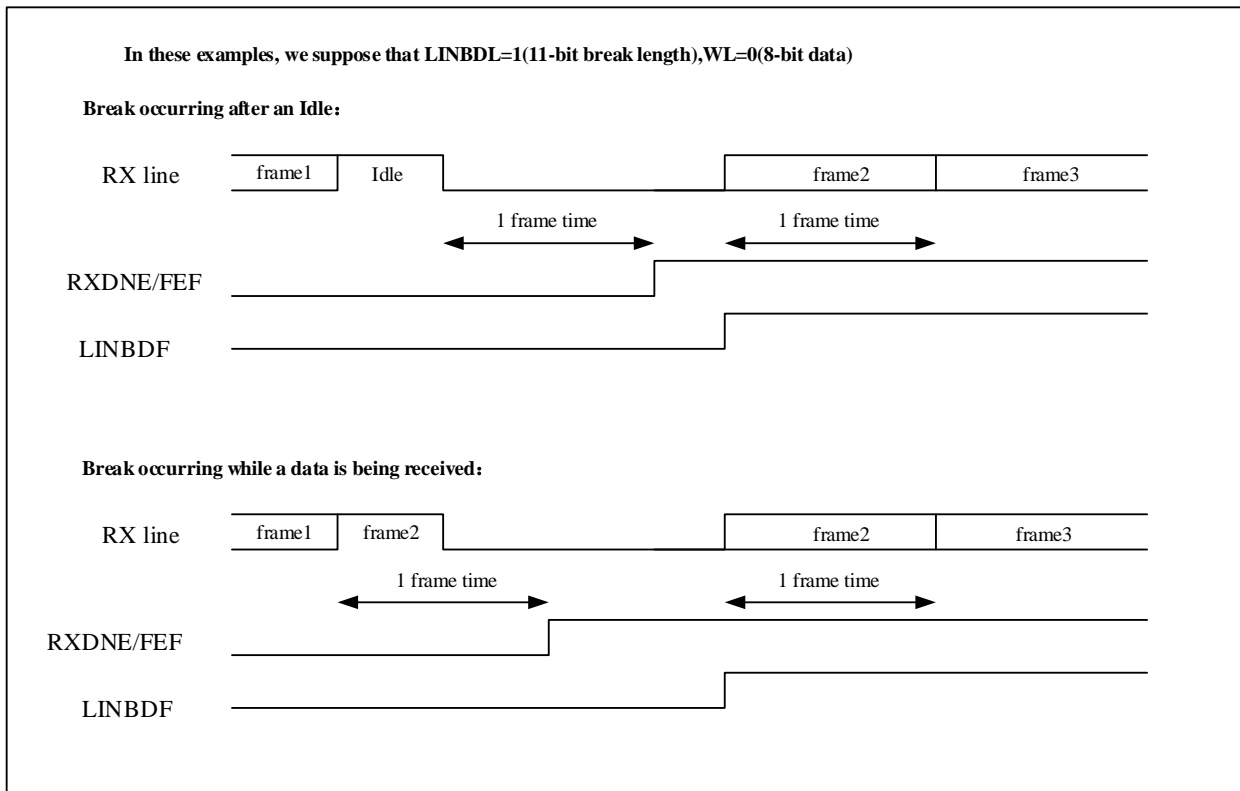 In these examples, we suppose that LINBDL=1(11-bit break length),WL=0(8-bit data)
Break occurring after an Idle：
RX line
frame1
Idle
frame2
frame3
1 frame time
1 frame time
RXDNE/FEF
LINBDF
Break occurring while a data is being received：
RX line
frame1
frame2
frame2
frame3
1 frame time
1 frame time
RXDNE/FEF
LINBDF